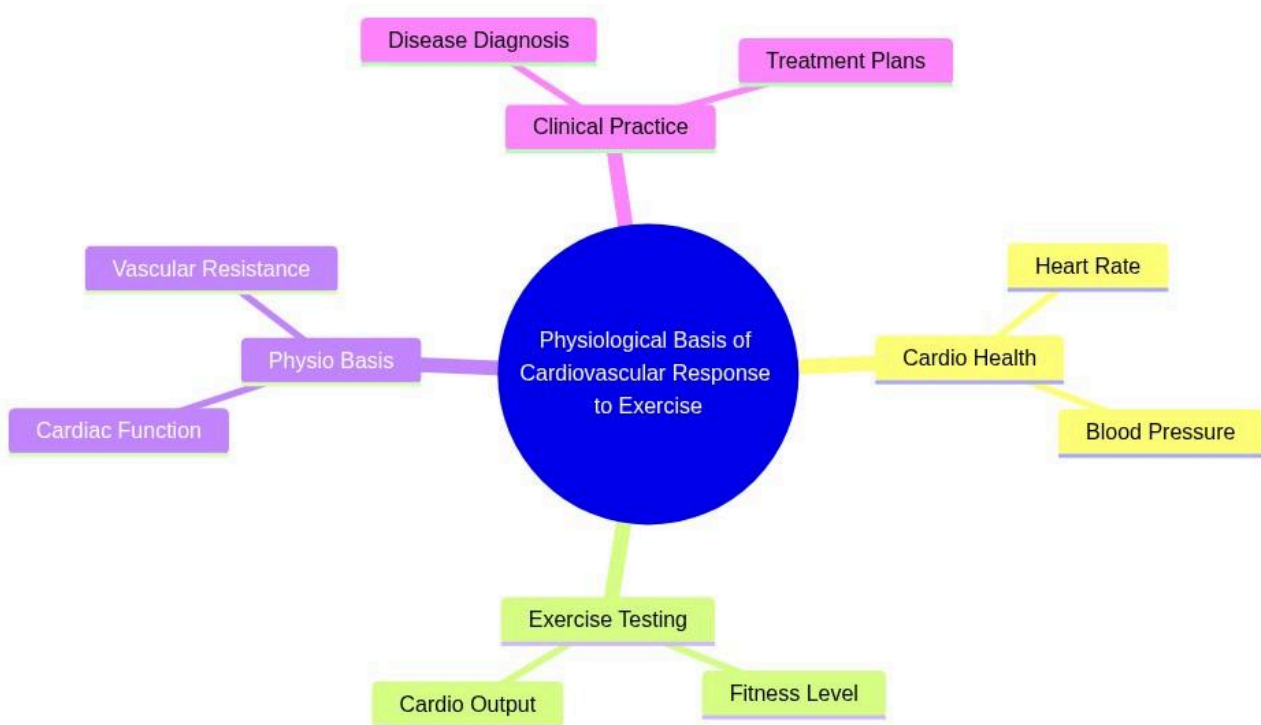 Disease Diagnosis
Treatment Plans
Clinical Practice
Vascular Resistance
Physio Basis
Cardiac Function
Physiological Basis of
Cardiovascular Response
to Exercise
Heart Rate
Cardio Health
Blood Pressure
Exercise Testing
Cardio Output
Fitness Level